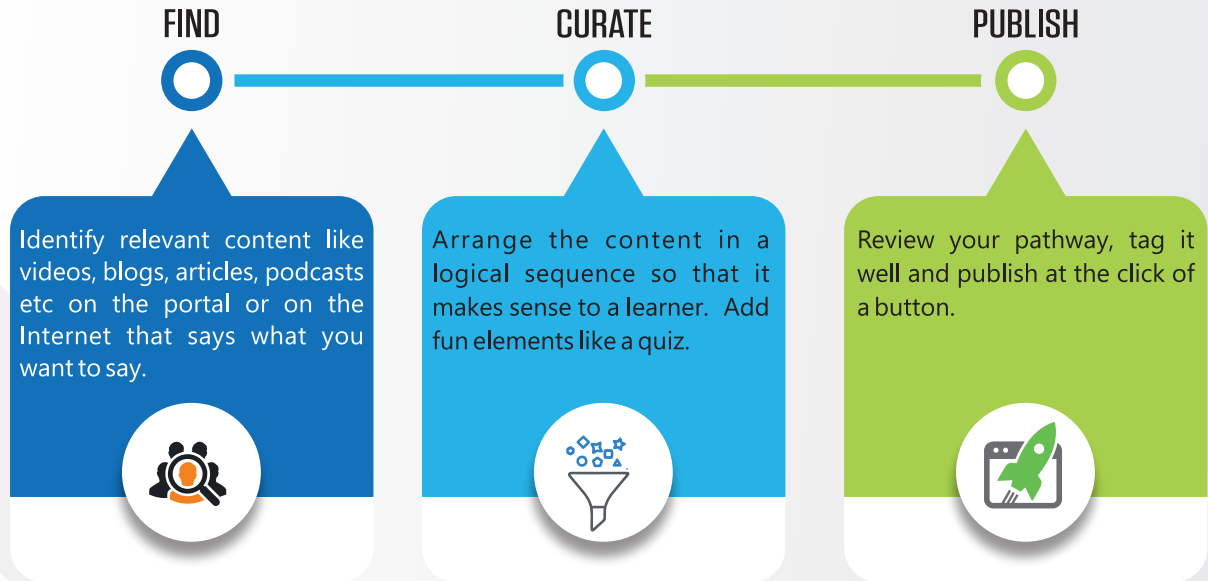 FIND
Identify relevant content like
videos, blogs, articles, podcasts
etc on the portal or on the
Internet that says what you
want to say.
CURATE
Arrange the content in a
logical sequence so that it
makes sense to a learner. Add
fun elements like a quiz.
PUBLISH
Review your pathway, tag it
well and publish at the click of
a button.